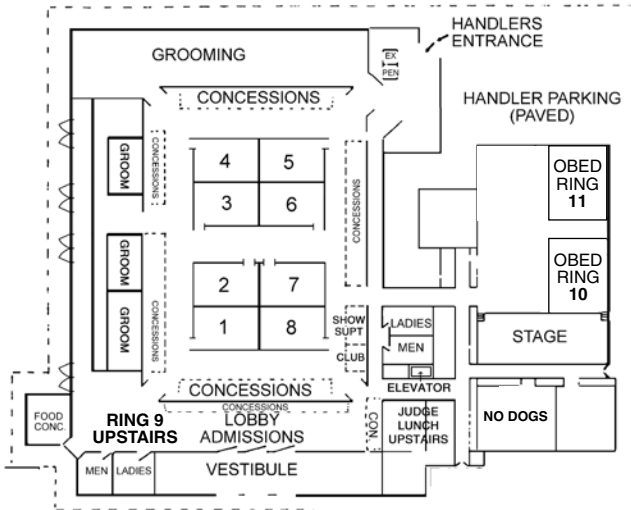 HANDLERS
ENTRANCE
GROOMING
EX
PEN
CONCESSIONS
HANDLER PARKING
(PAVED)
GROOM
CONCESSIONS
4
5
3
6
CONCESSIONS
OBED
RING
11
GROOM
GROOM
CONCESSIONS
2
7
1
8
OBED
RING
10
SHOW
SUPT
CLUB
LADIES
MEN
STAGE
ELEVATOR
CONCESSIONS
CONCESSIONS
FOOD
CONC.
RING 9
UPSTAIRS
LOBBY
ADMISSIONS
CON.
JUDGE
LUNCH
UPSTAIRS
NO DOGS
MEN
LADIES
VESTIBULE